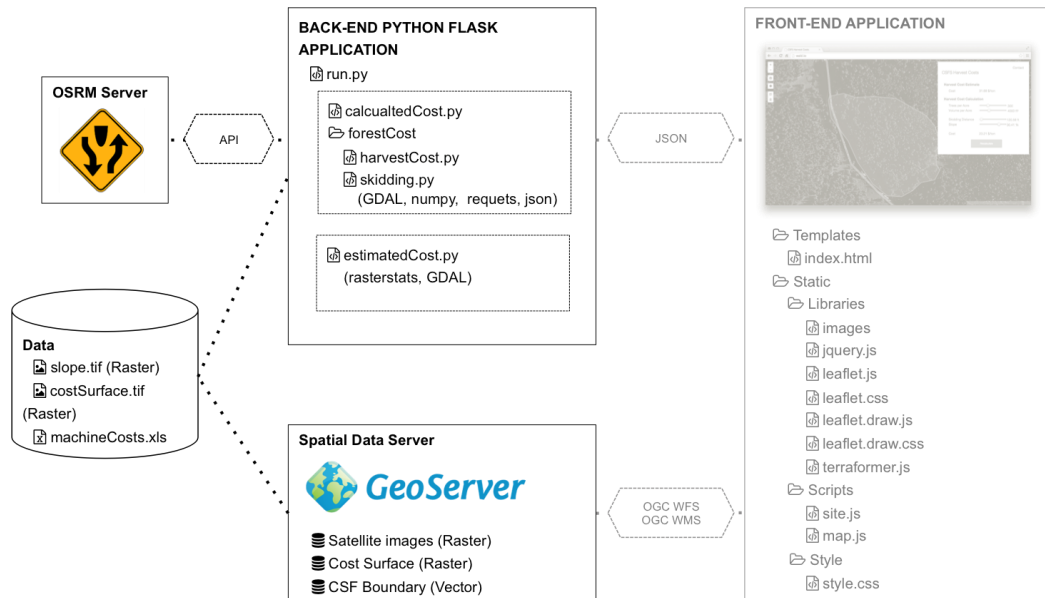 OSRM Server
API
Data
slope.tif (Raster)
costSurface.tif
(Raster)
machineCosts.xls
BACK-END PYTHON FLASK
APPLICATION
run.py
calcualtedCost.py
forestCost
harvestCost.py
skidding.py
(GDAL, numpy, requets, json)
estimatedCost.py
(rasterstats, GDAL)
Spatial Data Server
GeoServer
Satellite images (Raster)
Cost Surface (Raster)
CSF Boundary (Vector)
JSON
OGC WFS
OGC WMS
FRONT-END APPLICATION
Templates
index.html
Static
Libraries
images
jquery.js
leaflet.js
leaflet.css
leaflet.draw.js
leaflet.draw.css
terraformer.js
Scripts
site.js
map.js
Style
style.css